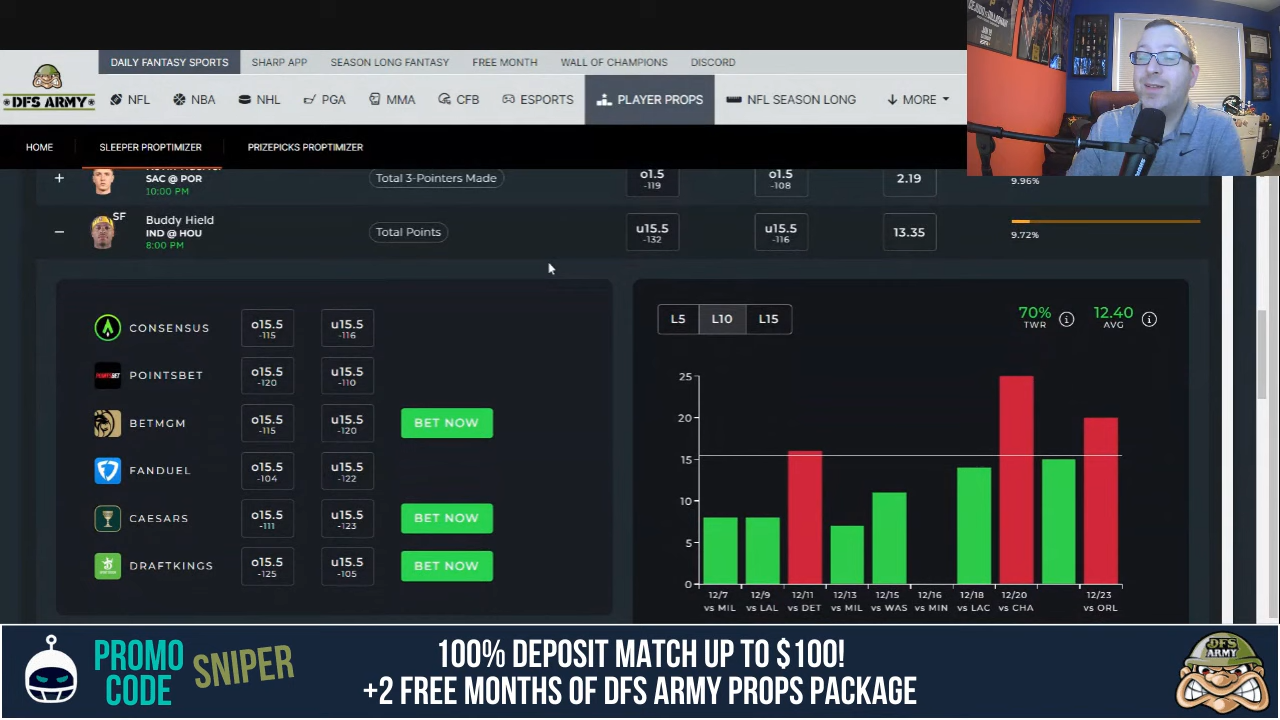 DAILY FANTASY SPORTS SHARP APP SEASON LONG FANTASY FREE MONTH WALL OF CHAMPIONS DISCORD
DFS ARMY NFL NBA NHL PGA MMA CFB ESPORTS PLAYER PROPS NFL SEASON LONG MORE
HOME SLEEPER PROPTIMIZER PRIZEPICKS PROPTIMIZER
+ SAC @ POR Total 3-Pointers Made o1.5 o1.5 2.19
10:00 PM -119 -108 9.96%
SF
Buddy Hield
− IND @ HOU Total Points u15.5 u15.5 13.35
8:00 PM -132 -116 9.72%
CONSENSUS o15.5 u15.5
-115 -116
POINTSBET o15.5 u15.5
-120 -110
BETMGM o15.5 u15.5 BET NOW
-115 -120
FANDUEL o15.5 u15.5
-104 -122
CAESARS o15.5 u15.5 BET NOW
-111 -123
DRAFTKINGS o15.5 u15.5 BET NOW
-125 -105
L5 L10 L15 70% 12.40
TWR AVG
25
20
15
10
5
0
12/7 12/9 12/11 12/13 12/15 12/16 12/18 12/20 12/23
vs MIL vs LAL vs DET vs MIL vs WAS vs MIN vs LAC vs CHA vs ORL
PROMO
CODE
SNIPER
100% DEPOSIT MATCH UP TO $100!
+2 FREE MONTHS OF DFS ARMY PROPS PACKAGE
DFS ARMY